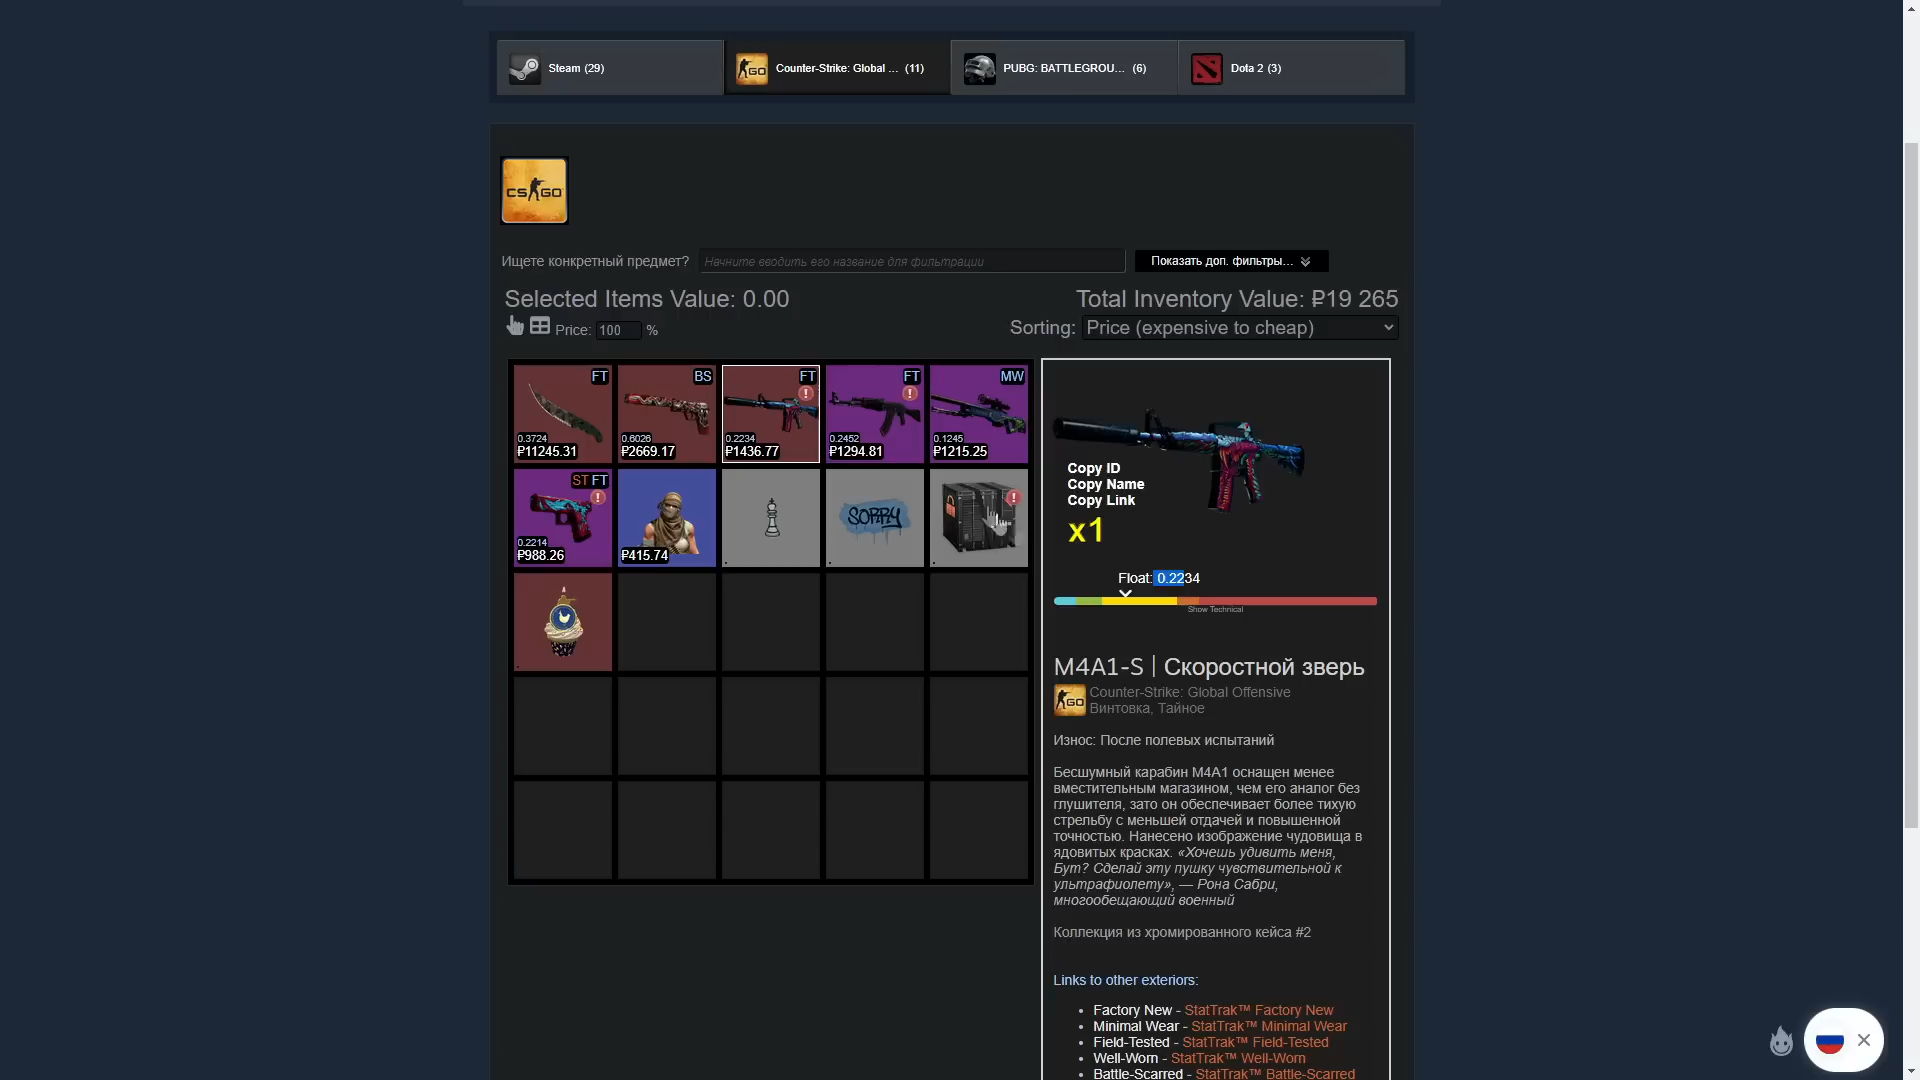 Steam (29)
Counter-Strike: Global ... (11)
PUBG: BATTLEGROU... (6)
Dota 2 (3)
CS GO
Ищете конкретный предмет?
Начните вводить его название для фильтрации
Показать доп. фильтры...
Selected Items Value: 0.00
Total Inventory Value: ₽19 265
Price: 100 %
Sorting: Price (expensive to cheap)
FT
0.3724
₽11245.31
BS
0.6026
₽2669.17
FT
0.2234
₽1436.77
FT
0.2452
₽1294.81
MW
0.1245
₽1215.25
ST FT
0.2214
₽988.26
₽415.74
SORRY
Copy ID
Copy Name
Copy Link
x1
Float: 0.2234
Show Technical
M4A1-S | Скоростной зверь
Counter-Strike: Global Offensive
Винтовка, Тайное
Износ: После полевых испытаний
Бесшумный карабин M4A1 оснащен менее
вместительным магазином, чем его аналог без
глушителя, зато он обеспечивает более тихую
стрельбу с меньшей отдачей и повышенной
точностью. Нанесено изображение чудовища в
ядовитых красках. «Хочешь удивить меня,
Бут? Сделай эту пушку чувствительной к
ультрафиолету», — Рона Сабри,
многообещающий военный
Коллекция из хромированного кейса #2
Links to other exteriors:
Factory New - StatTrak™ Factory New
Minimal Wear - StatTrak™ Minimal Wear
Field-Tested - StatTrak™ Field-Tested
Well-Worn - StatTrak™ Well-Worn
Battle-Scarred - StatTrak™ Battle-Scarred